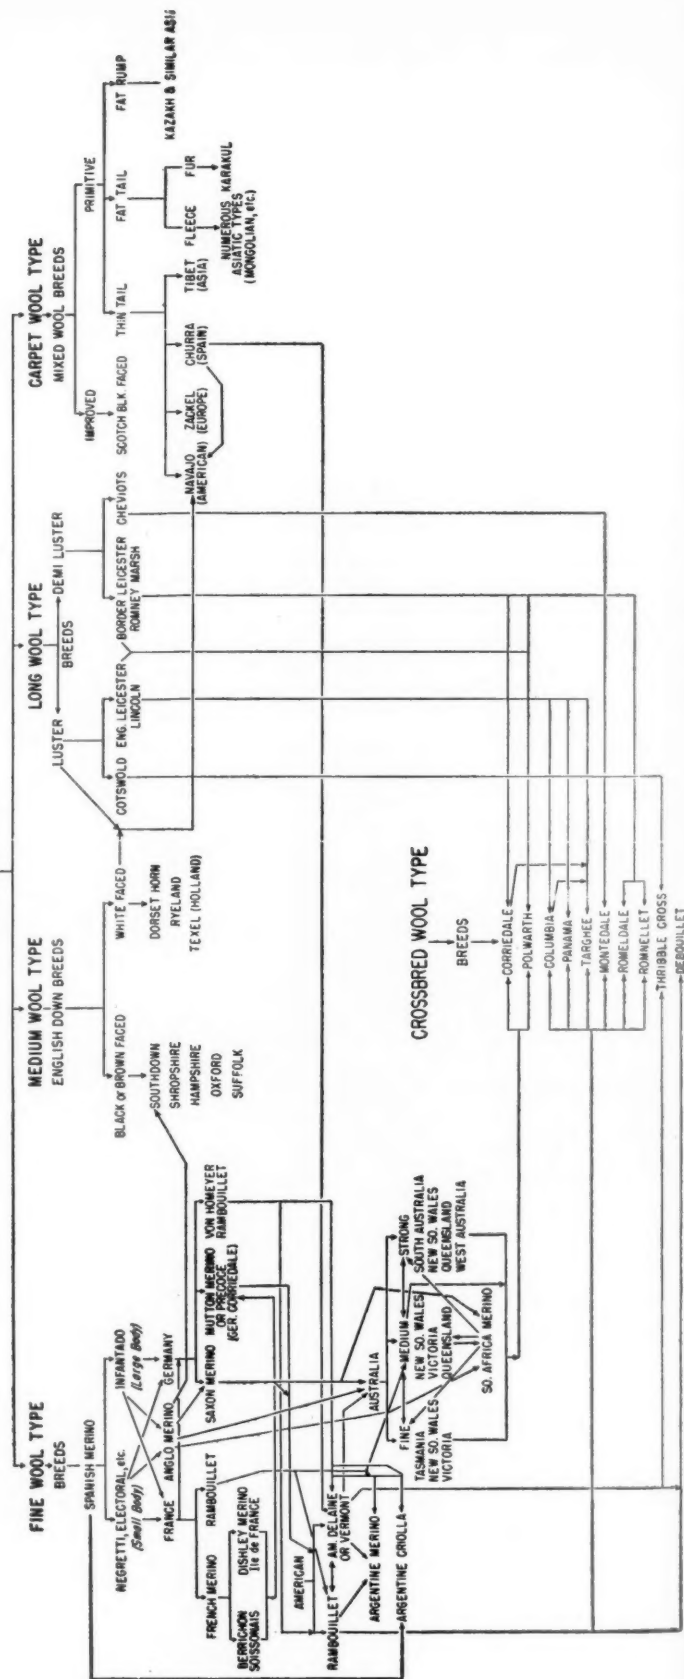 FINE WOOL TYPE
BREEDS
SPANISH MERINO
NEGRETTI, ELECTORAL, etc.
(Small Body)
INFANTADO
(Large Body)
FRANCE
ANGLO MERINO
GERMANY
FRENCH MERINO
RAMBOUILLET
SAXON MERINO
MUTTON MERINO
OR PRECOCE
(GER. CORRIEDALE)
VON HOMEYER
RAMBOUILLET
BERRICHON
SOISSONAIS
DISHLEY MERINO
Ile de FRANCE
AMERICAN
RAMBOUILLET
AM. DELAINE
OR VERMONT
ARGENTINE MERINO
ARGENTINE CRIOLLA
AUSTRALIA
FINE
MEDIUM
STRONG
TASMANIA
NEW SO. WALES
VICTORIA
NEW SO. WALES
VICTORIA
QUEENSLAND
SOUTH AUSTRALIA
NEW SO. WALES
QUEENSLAND
WEST AUSTRALIA
SO. AFRICA MERINO
MEDIUM WOOL TYPE
ENGLISH DOWN BREEDS
BLACK or BROWN FACED
SOUTHDOWN
SHROPSHIRE
HAMPSHIRE
OXFORD
SUFFOLK
WHITE FACED
DORSET HORN
RYELAND
TEXEL (HOLLAND)
LONG WOOL TYPE
BREEDS
LUSTER
DEMI LUSTER
COTSWOLD
ENG. LEICESTER
LINCOLN
BORDER LEICESTER
ROMNEY MARSH
CHEVIOTS
CARPET WOOL TYPE
MIXED WOOL BREEDS
IMPROVED
PRIMITIVE
SCOTCH BLK FACED
THIN TAIL
FAT TAIL
FAT RUMP
NAVAJO
(AMERICAN)
ZACKEL
(EUROPE)
CHURRA
(SPAIN)
TIBET
(ASIA)
FLEECE
FUR
NUMEROUS
ASIATIC TYPES
(MONGOLIAN, etc.)
KARAKUL
KAZAKH & SIMILAR ASI
CROSSBRED WOOL TYPE
BREEDS
CORRIEDALE
POLWARTH
COLUMBIA
PANAMA
TARGHEE
MONTEDALE
ROMELDALE
ROMNELLET
THRIBBLE CROSS
DEBOUILLET